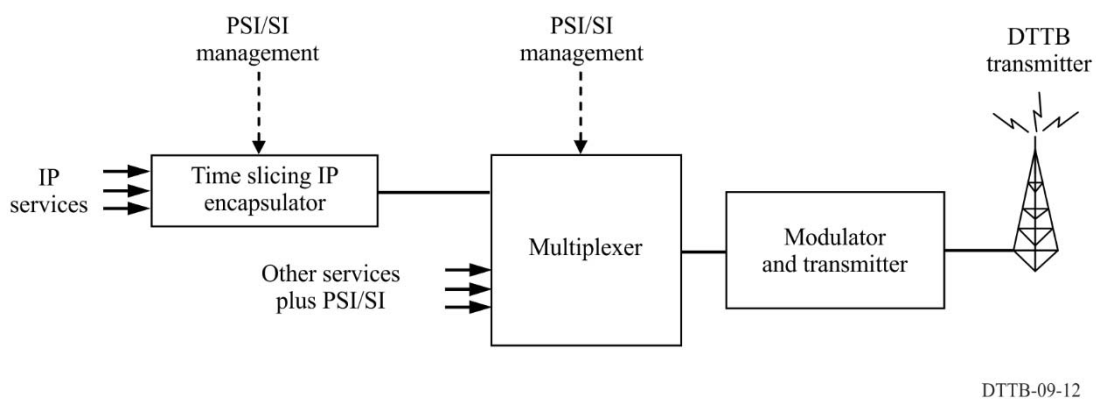 PSI/SI
management
PSI/SI
management
DTTB
transmitter
IP
services
Time slicing IP
encapsulator
Multiplexer
Modulator
and transmitter
Other services
plus PSI/SI
DTTB-09-12